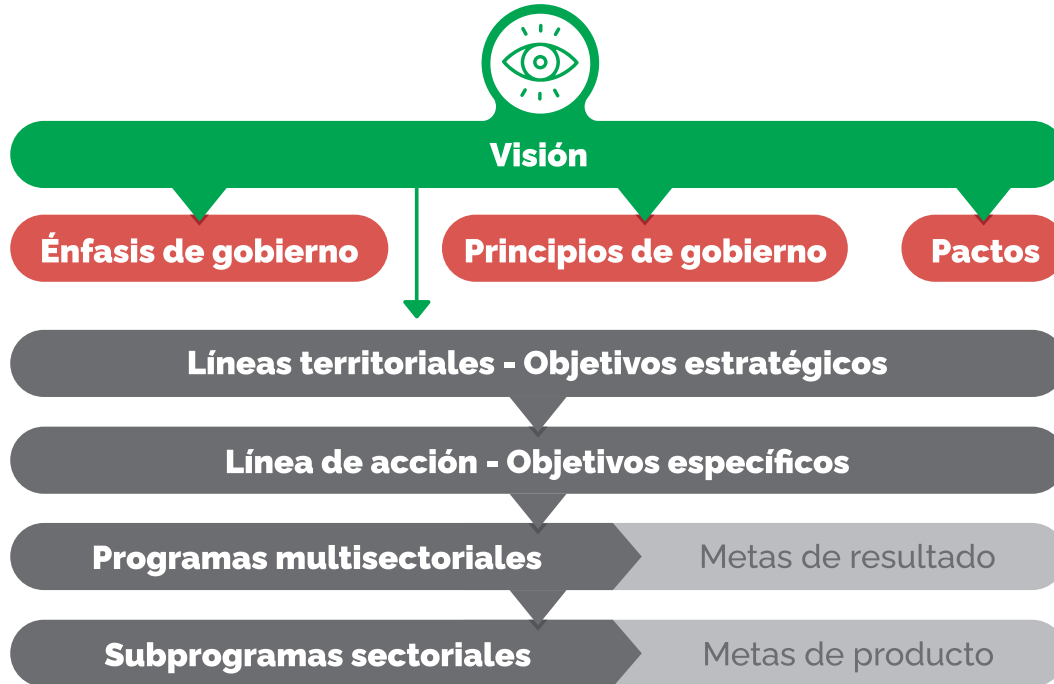 Visión
Énfasis de gobierno
Principios de gobierno
Pactos
Líneas territoriales - Objetivos estratégicos
Línea de acción - Objetivos específicos
Programas multisectoriales
Metas de resultado
Subprogramas sectoriales
Metas de producto